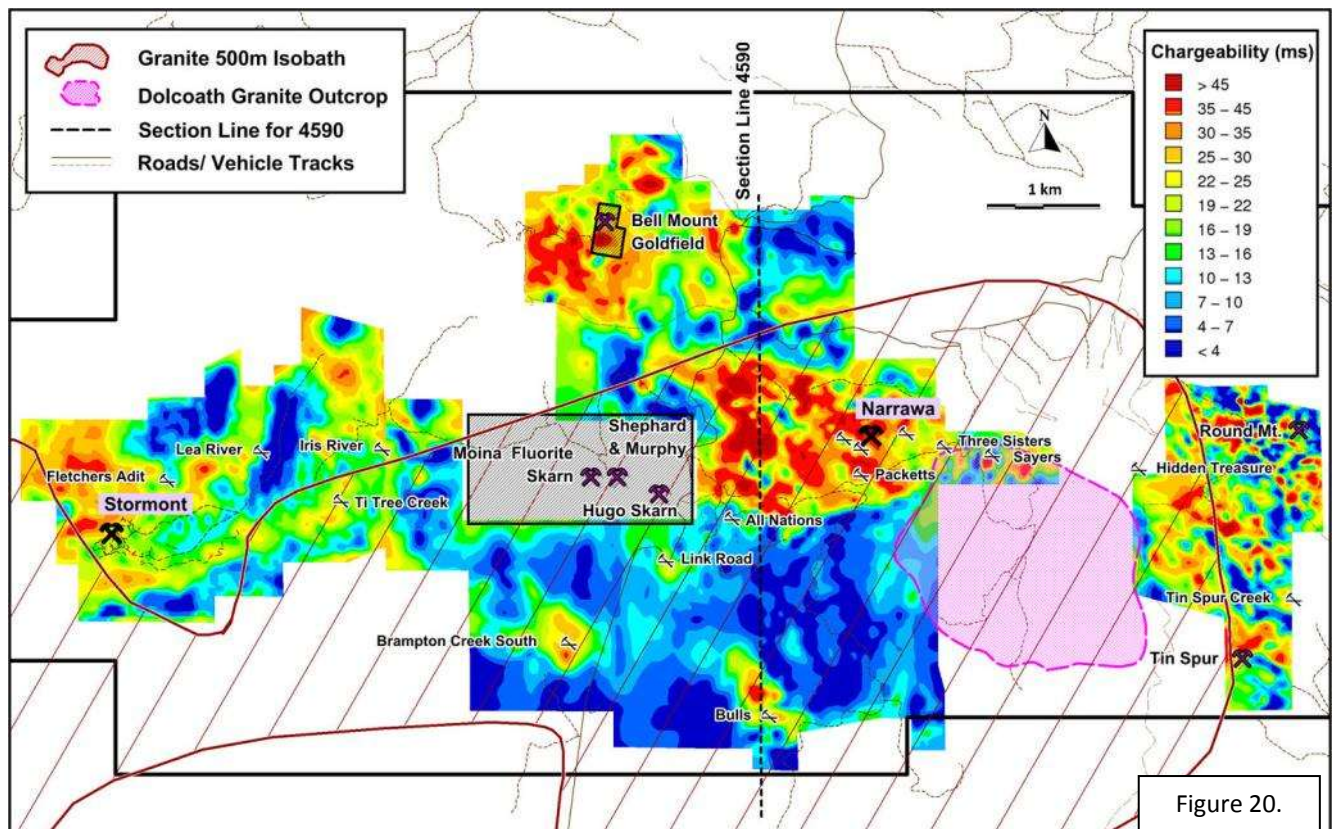 Granite 500m Isobath
Dolcoath Granite Outcrop
Section Line for 4590
Roads/ Vehicle Tracks
Section Line 4590
N
1 km
Chargeability (ms)
> 45
35 – 45
30 – 35
25 – 30
22 – 25
19 – 22
16 – 19
13 – 16
10 – 13
7 – 10
4 – 7
< 4
Bell Mount
Goldfield
Narrawa
Round Mt.
Shephard
& Murphy
Moina Fluorite
Skarn
Hugo Skarn
Three Sisters
Sayers
Hidden Treasure
Packetts
Lea River
Iris River
Fletchers Adit
Stormont
Ti Tree Creek
All Nations
Link Road
Tin Spur Creek
Brampton Creek South
Tin Spur
Bulls
Figure 20.